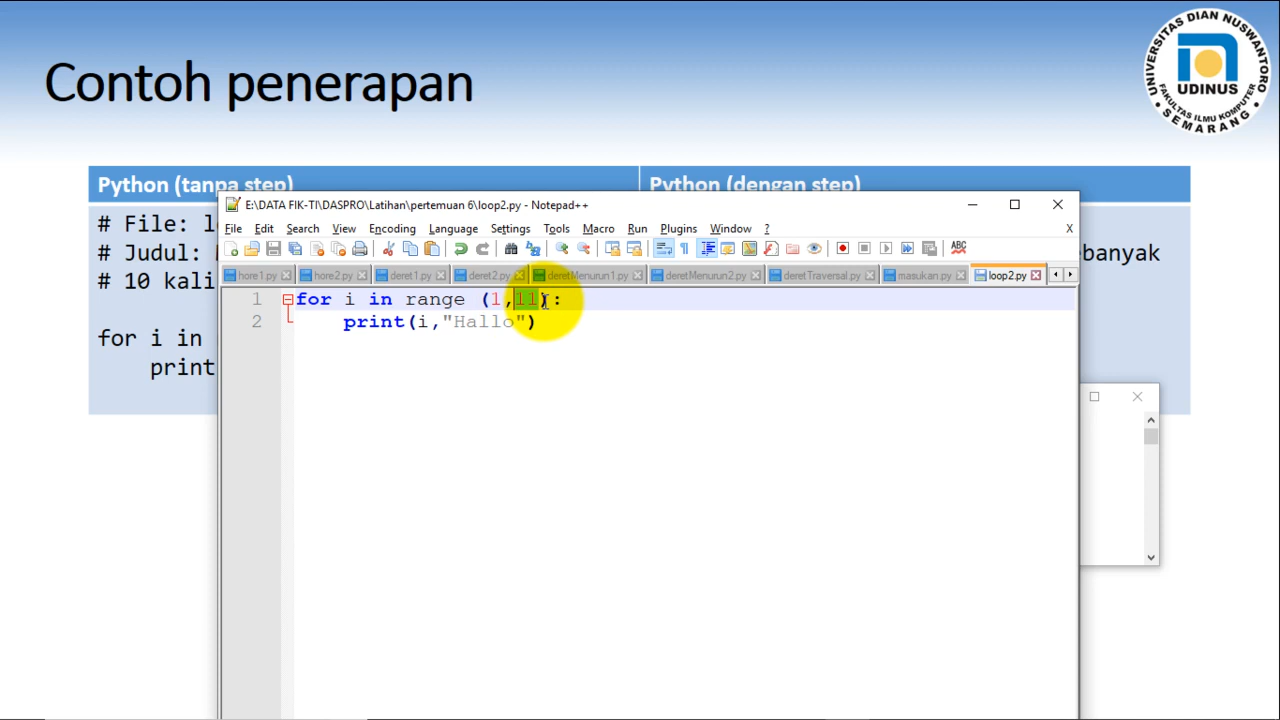 Contoh penerapan
UNIVERSITAS DIAN NUSWANTORO
UDINUS
FAKULTAS ILMU KOMPUTER
SEMARANG
Python (tanpa step)
Python (dengan step)
# File: l
# Judul:
ebanyak
# 10 kali
for i in
print
E:\DATA FIK-TI\DASPRO\Latihan\pertemuan 6\loop2.py - Notepad++
File Edit Search View Encoding Language Settings Tools Macro Run Plugins Window ?
X
ABC
hore1.py hore2.py deret1.py deret2.py deretMenurun1.py deretMenurun2.py deretTraversal.py masukan.py loop2.py
1 for i in range (1,11):
2 print(i,"Hallo")